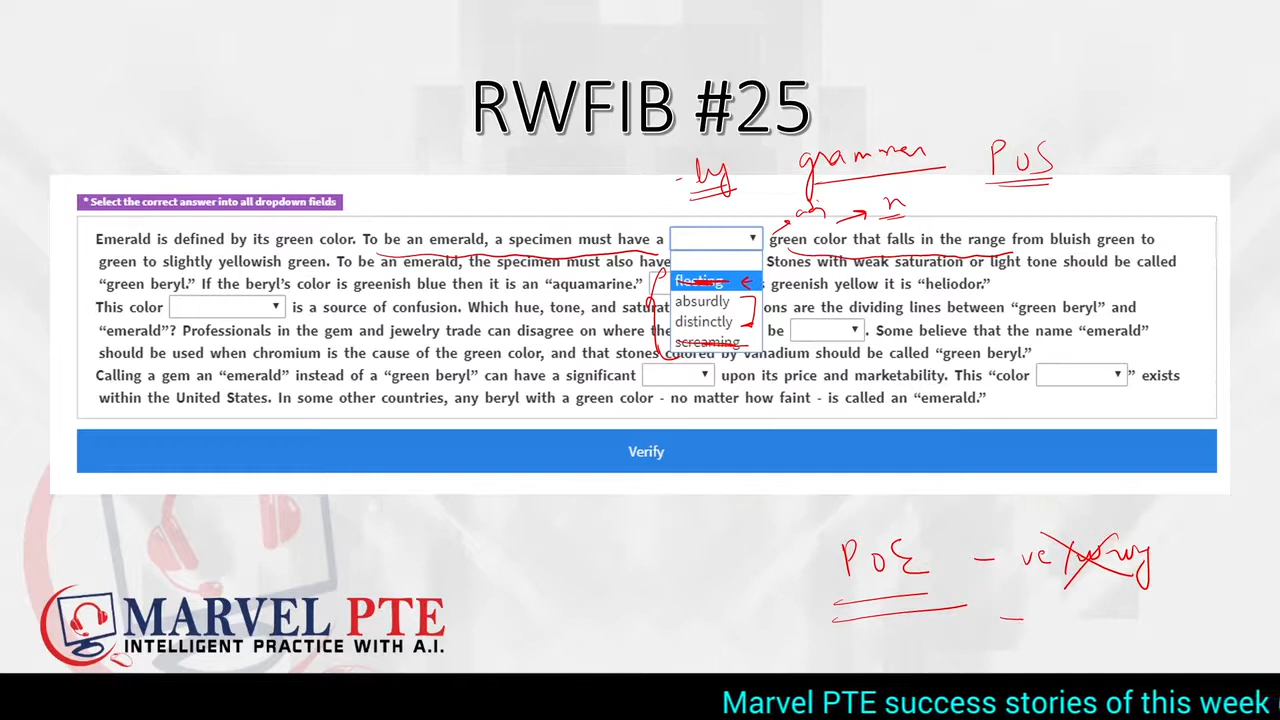 RWFIB #25
-ly grammer POS
* Select the correct answer into all dropdown fields
adj n
Emerald is defined by its green color. To be an emerald, a specimen must have a green color that falls in the range from bluish green to
green to slightly yellowish green. To be an emerald, the specimen must also have Stones with weak saturation or light tone should be called
“green beryl.” If the beryl’s color is greenish blue then it is an “aquamarine.” greenish yellow it is “heliodor.”
This color is a source of confusion. Which hue, tone, and ons are the dividing lines between “green beryl” and
“emerald”? Professionals in the gem and jewelry trade can disagree on where the be . Some believe that the name “emerald”
should be used when chromium is the cause of the green color, and that stones colored by vanadium should be called “green beryl.”
Calling a gem an “emerald” instead of a “green beryl” can have a significant upon its price and marketability. This “color ” exists
within the United States. In some other countries, any beryl with a green color - no matter how faint - is called an “emerald.”
fleeting
absurdly
distinctly
screaming
Verify
POE - ve
MARVEL PTE
INTELLIGENT PRACTICE WITH A.I.
Marvel PTE success stories of this week